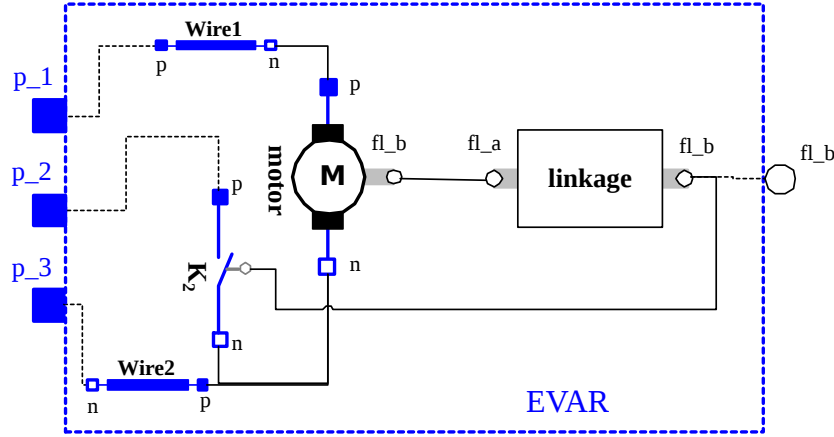 Wire1
p
n
p_1
p
motor
M
fl_b
fl_a
fl_b
fl_b
linkage
p_2
p
p_3
K2
n
n
Wire2
n
p
EVAR